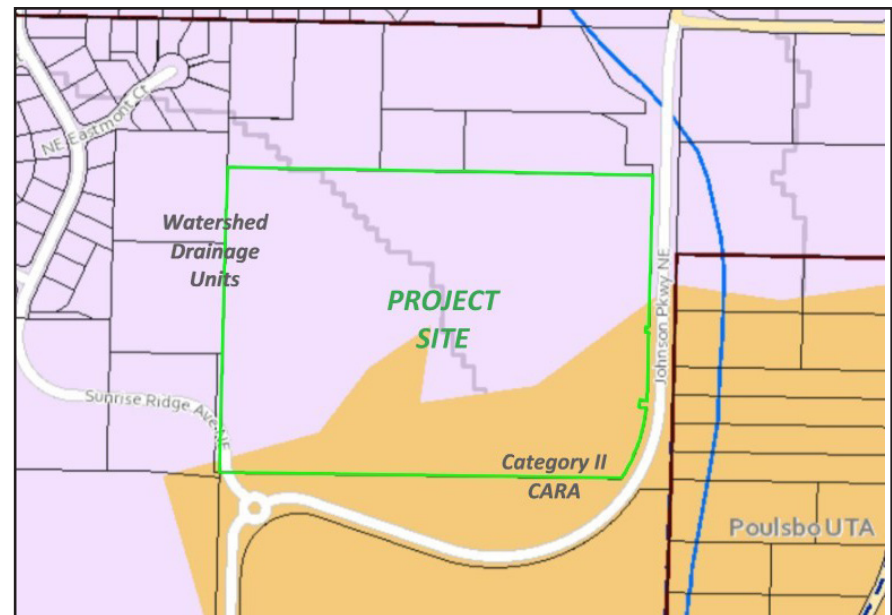 NE Eastmont Ct
Watershed
Drainage
Units
PROJECT
SITE
Johnson Pkwy NE
Sunrise Ridge Ave NE
Category II
CARA
Poulsbo UTA